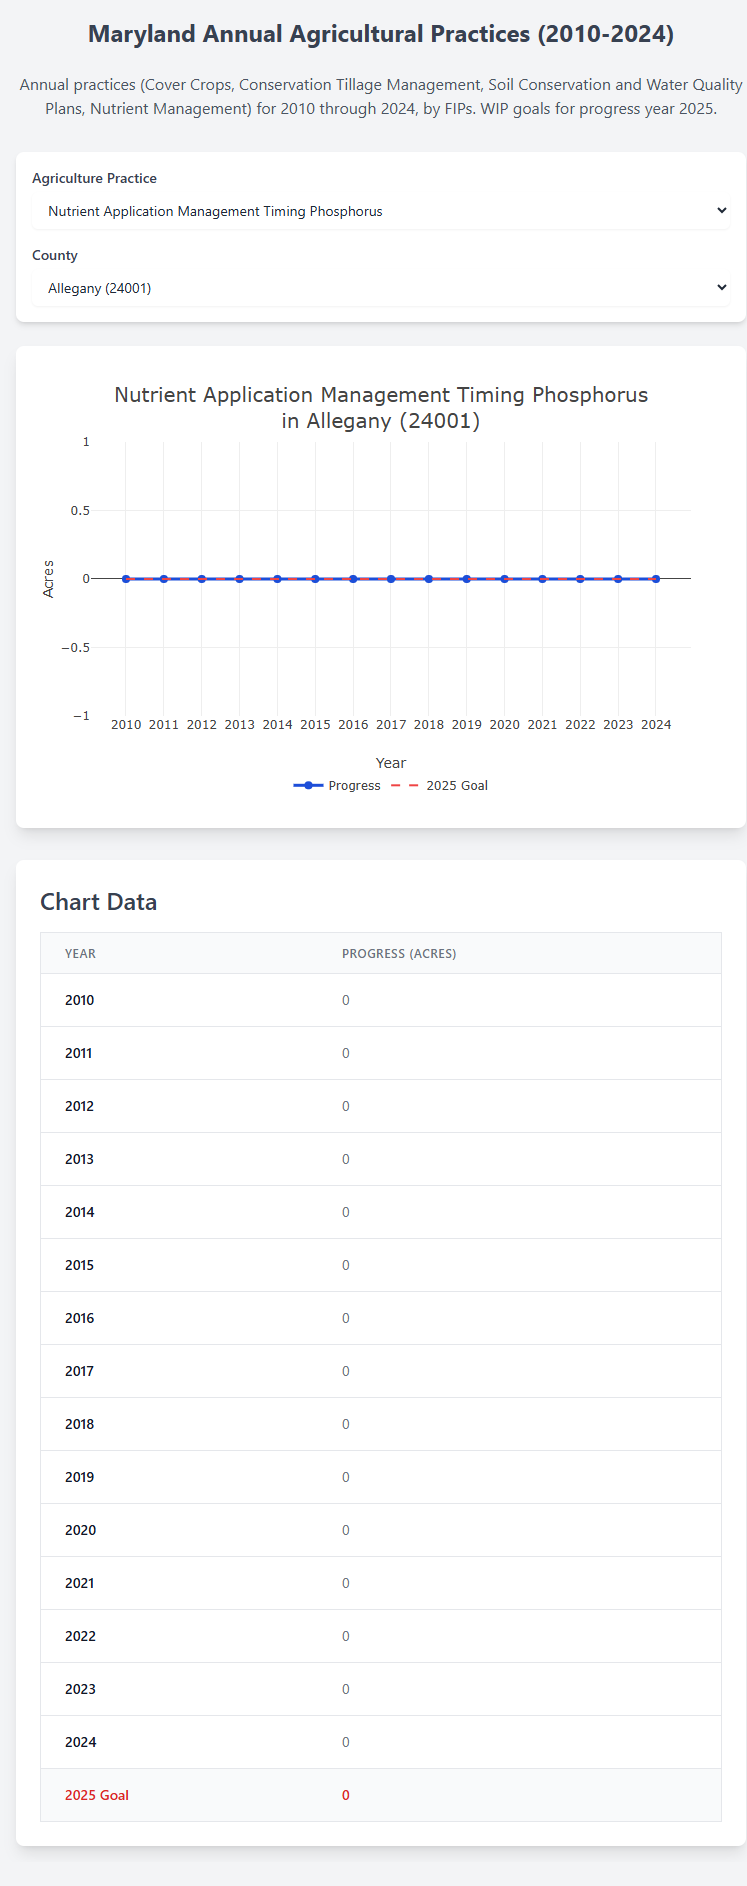 Maryland Annual Agricultural Practices (2010-2024)
Annual practices (Cover Crops, Conservation Tillage Management, Soil Conservation and Water Quality
Plans, Nutrient Management) for 2010 through 2024, by FIPs. WIP goals for progress year 2025.
Agriculture Practice
Nutrient Application Management Timing Phosphorus
County
Allegany (24001)
Nutrient Application Management Timing Phosphorus
in Allegany (24001)
1
0.5
0
−0.5
−1
Acres
2010 2011 2012 2013 2014 2015 2016 2017 2018 2019 2020 2021 2022 2023 2024
Year
Progress 2025 Goal
Chart Data
YEAR PROGRESS (ACRES)
2010 0
2011 0
2012 0
2013 0
2014 0
2015 0
2016 0
2017 0
2018 0
2019 0
2020 0
2021 0
2022 0
2023 0
2024 0
2025 Goal 0